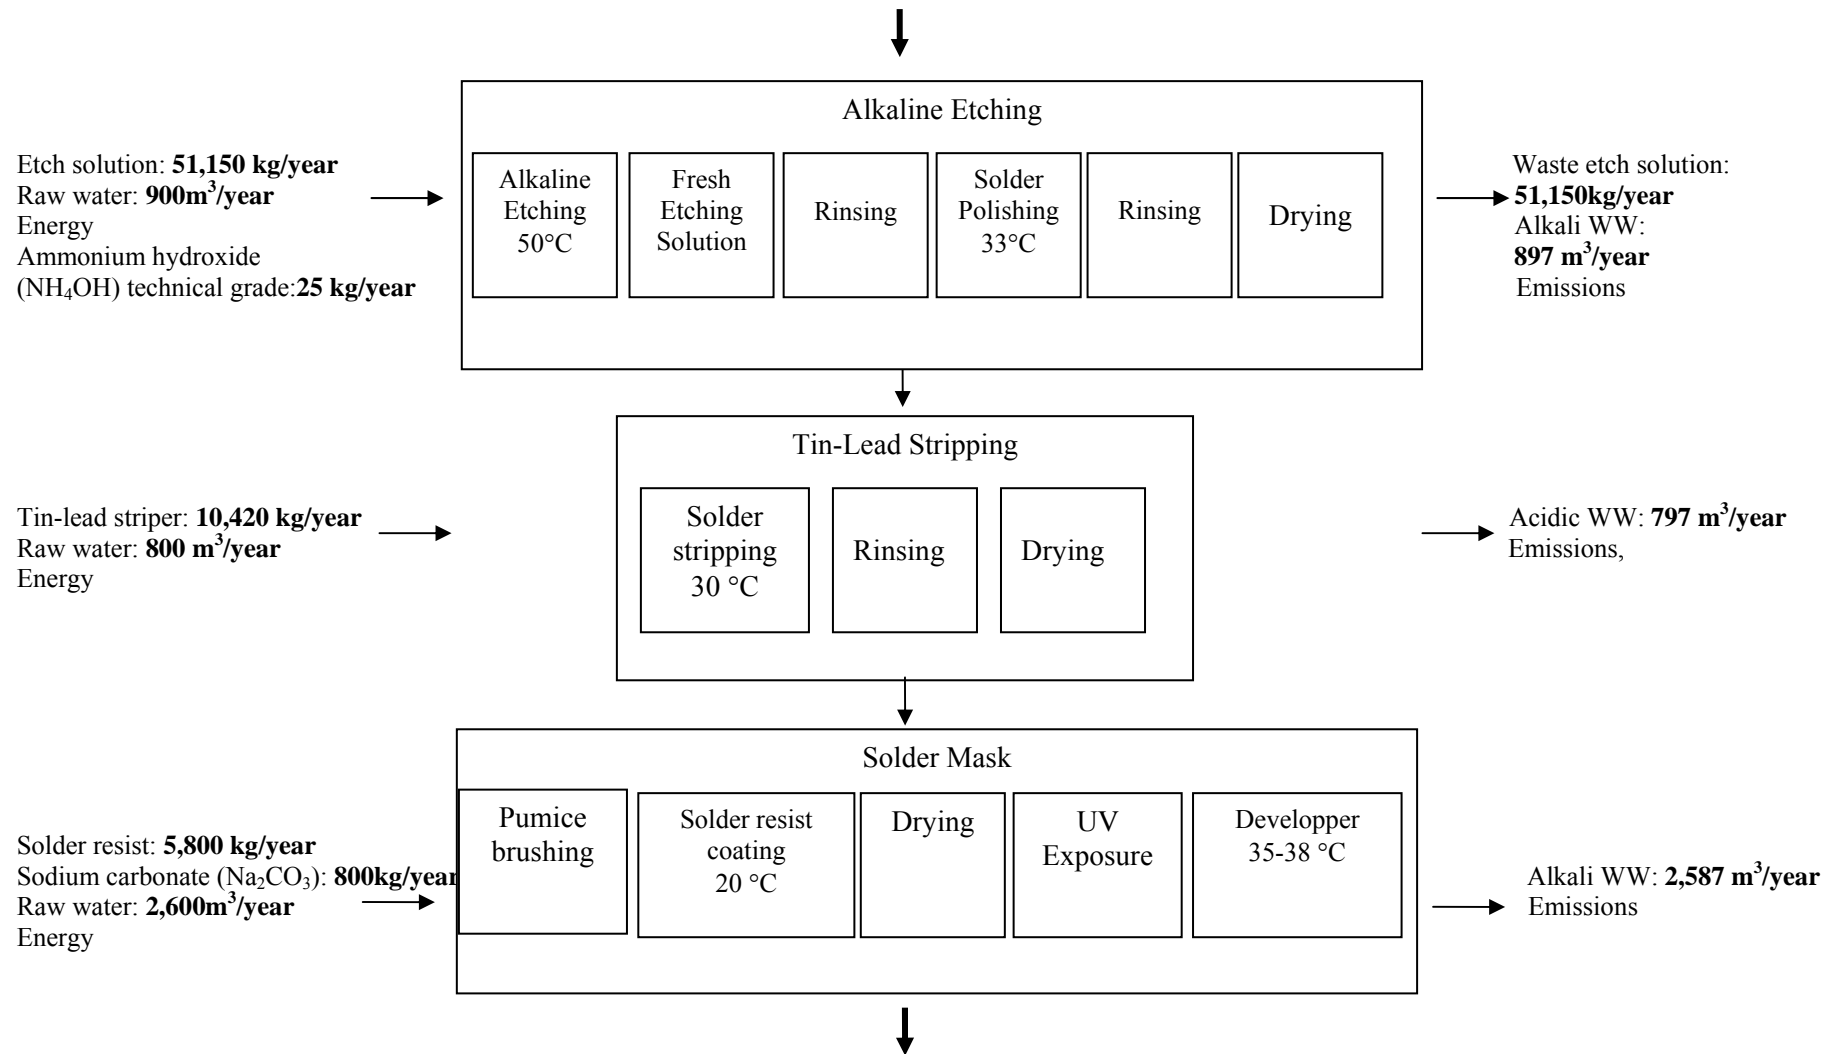 Alkaline Etching
Etch solution: 51,150 kg/year
Raw water: 900m³/year
Energy
Ammonium hydroxide
(NH₄OH) technical grade:25 kg/year
Alkaline
Etching
50°C
Fresh
Etching
Solution
Rinsing
Solder
Polishing
33°C
Rinsing
Drying
Waste etch solution:
51,150kg/year
Alkali WW:
897 m³/year
Emissions
Tin-Lead Stripping
Tin-lead striper: 10,420 kg/year
Raw water: 800 m³/year
Energy
Solder
stripping
30 °C
Rinsing
Drying
Acidic WW: 797 m³/year
Emissions,
Solder Mask
Solder resist: 5,800 kg/year
Sodium carbonate (Na₂CO₃): 800kg/year
Raw water: 2,600m³/year
Energy
Pumice
brushing
Solder resist
coating
20 °C
Drying
UV
Exposure
Developper
35-38 °C
Alkali WW: 2,587 m³/year
Emissions